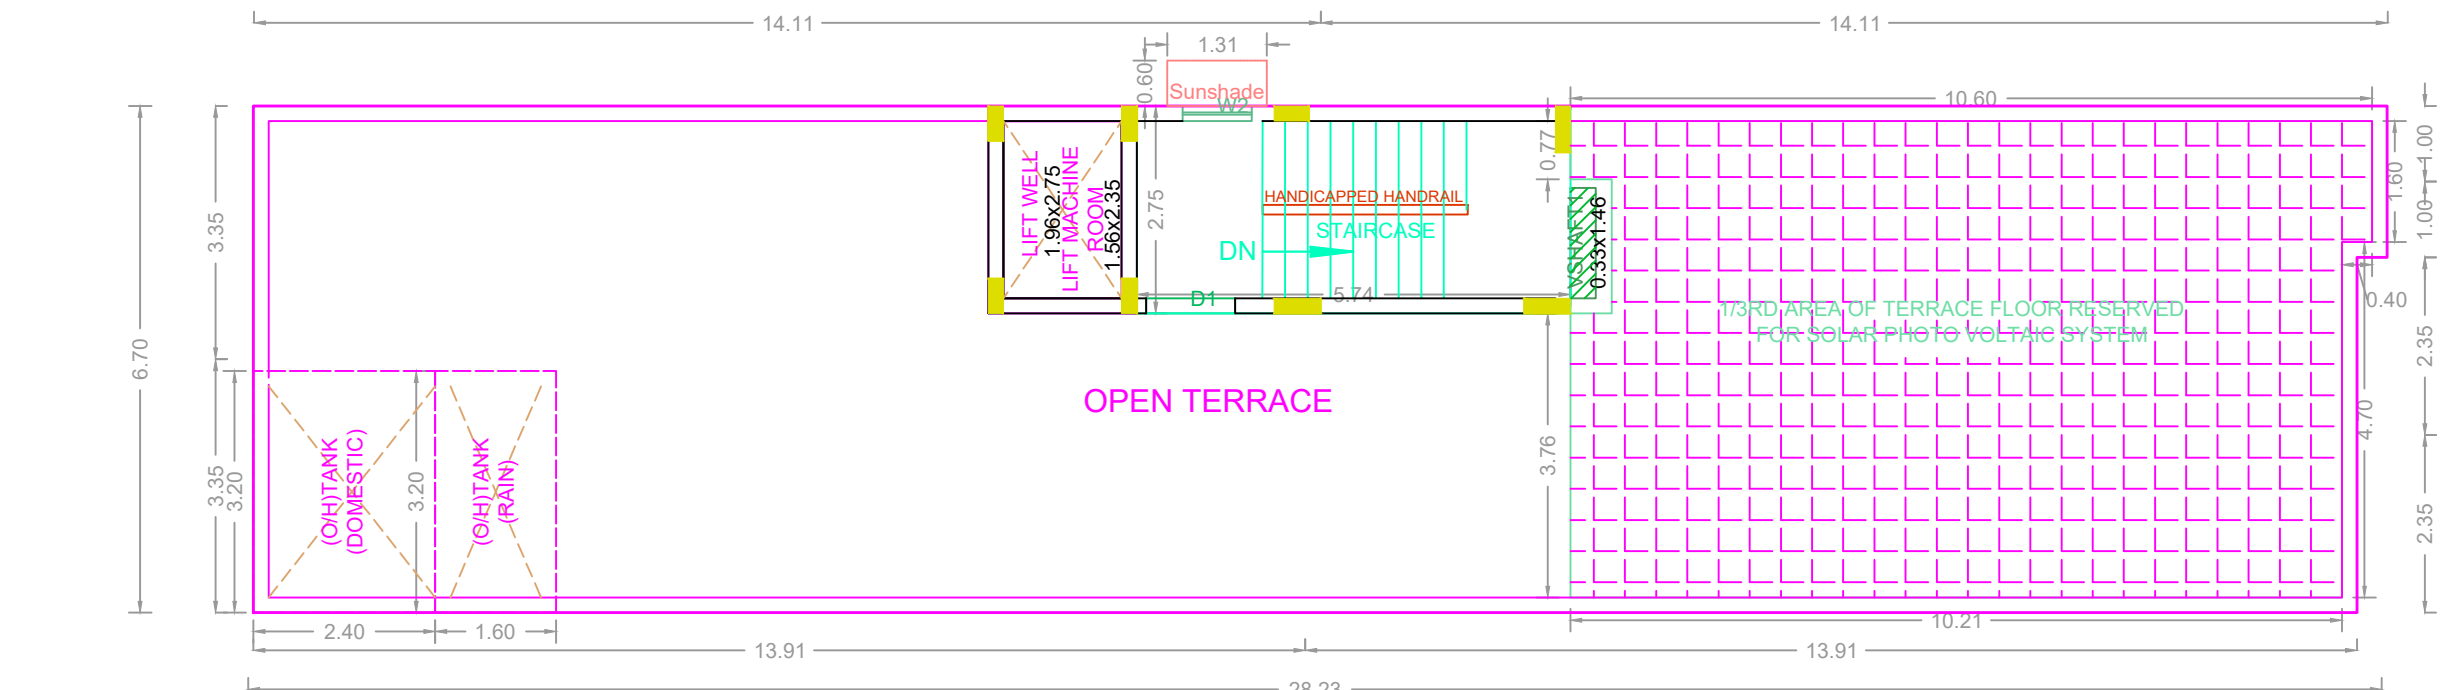 14.11
14.11
1.31
0.60
Sunshade
W2
10.60
6.70
3.35
3.35
3.20
3.20
LIFT WELL
1.96x2.75
LIFT MACHINE
ROOM
1.56x2.35
2.75
0.77
HANDICAPPED HANDRAIL
STAIRCASE
DN
D1
5.74
0.33x1.46
1.00
1.60
1.00
0.40
1/3RD AREA OF TERRACE FLOOR RESERVED
FOR SOLAR PHOTO VOLTAIC SYSTEM
2.35
OPEN TERRACE
3.76
4.70
2.35
(O/H)TANK
(DOMESTIC)
(O/H)TANK
(RAIN)
2.40
1.60
10.21
13.91
13.91
28.23